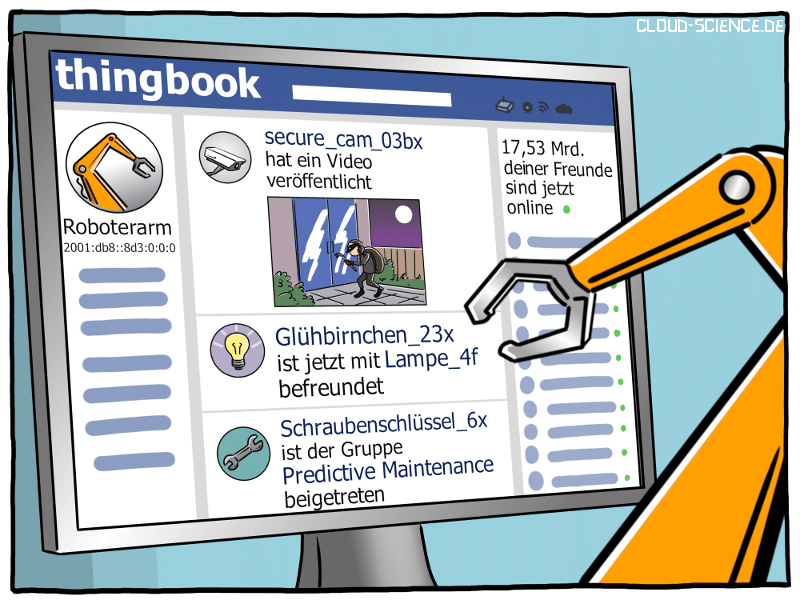 CLOUD-SCIENCE.DE
thingbook
Roboterarm
2001:db8::8d3:0:0:0
secure_cam_03bx
hat ein Video
veröffentlicht
Glühbirnchen_23x
ist jetzt mit Lampe_4f
befreundet
Schraubenschlüssel_6x
ist der Gruppe
Predictive Maintenance
beigetreten
17,53 Mrd.
deiner Freunde
sind jetzt
online